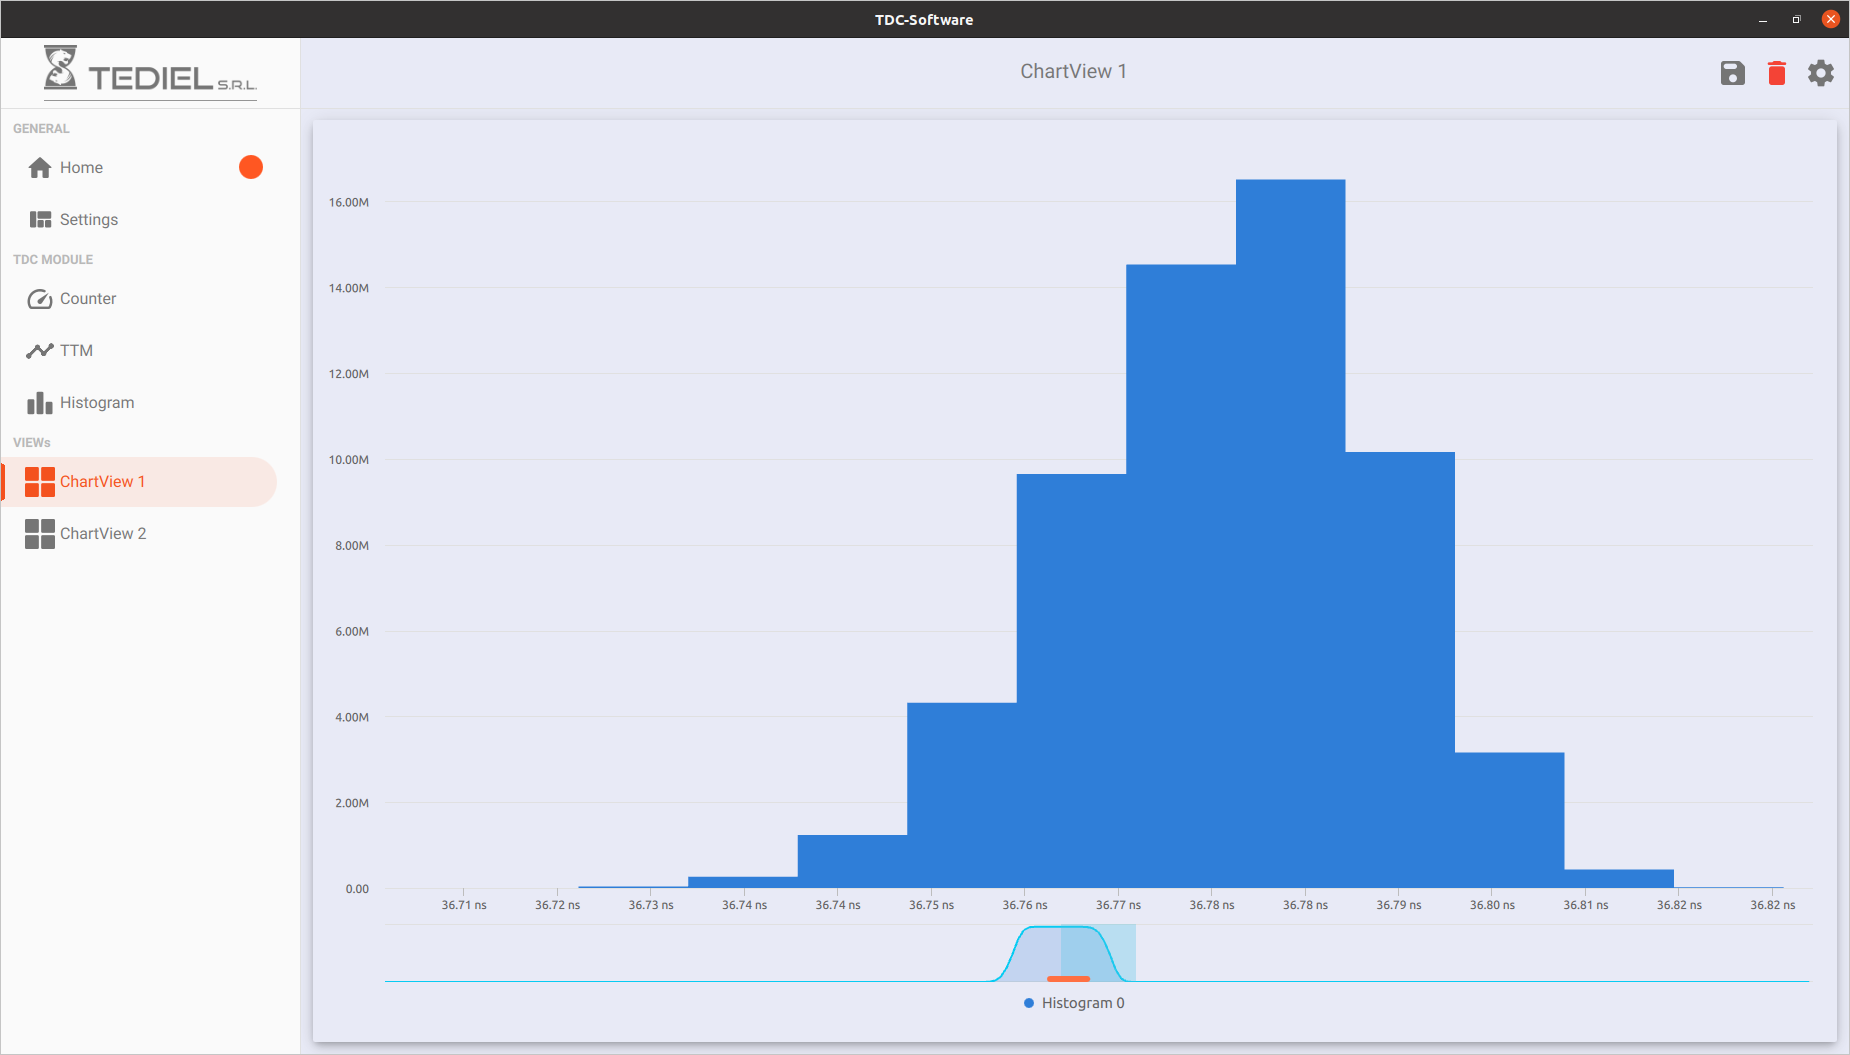 TDC-Software
TEDIEL S.R.L.
ChartView 1
GENERAL
Home
Settings
TDC MODULE
Counter
TTM
Histogram
VIEWs
ChartView 1
ChartView 2
16.00M
14.00M
12.00M
10.00M
8.00M
6.00M
4.00M
2.00M
0.00
36.71 ns 36.72 ns 36.73 ns 36.74 ns 36.74 ns 36.75 ns 36.76 ns 36.77 ns 36.78 ns 36.78 ns 36.79 ns 36.80 ns 36.81 ns 36.82 ns 36.82 ns
Histogram 0